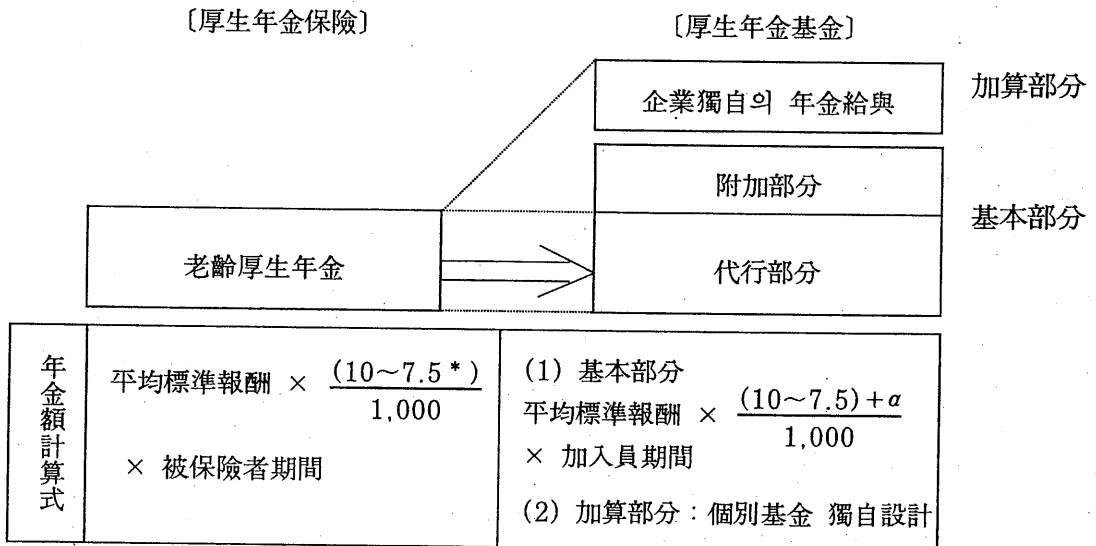 〔厚生年金保險〕
〔厚生年金基金〕
企業獨自의 年金給與
加算部分
附加部分
基本部分
老齡厚生年金
代行部分
年金額計算式
平均標準報酬 × (10~7.5*)
1,000
× 被保險者期間
(1) 基本部分
平均標準報酬 × (10~7.5)+α
1,000
× 加入員期間
(2) 加算部分 : 個別基金 獨自設計